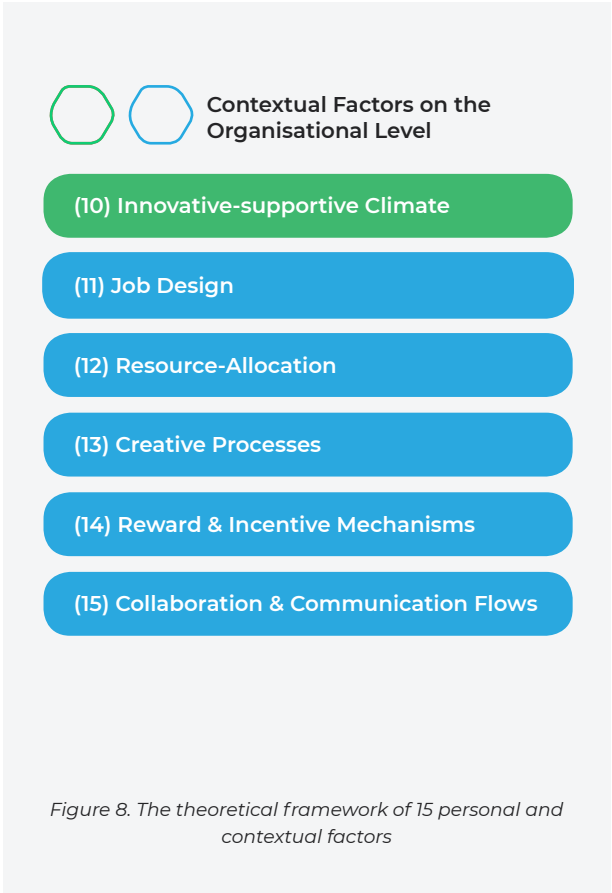 Contextual Factors on the
Organisational Level
(10) Innovative-supportive Climate
(11) Job Design
(12) Resource-Allocation
(13) Creative Processes
(14) Reward & Incentive Mechanisms
(15) Collaboration & Communication Flows
Figure 8. The theoretical framework of 15 personal and
contextual factors